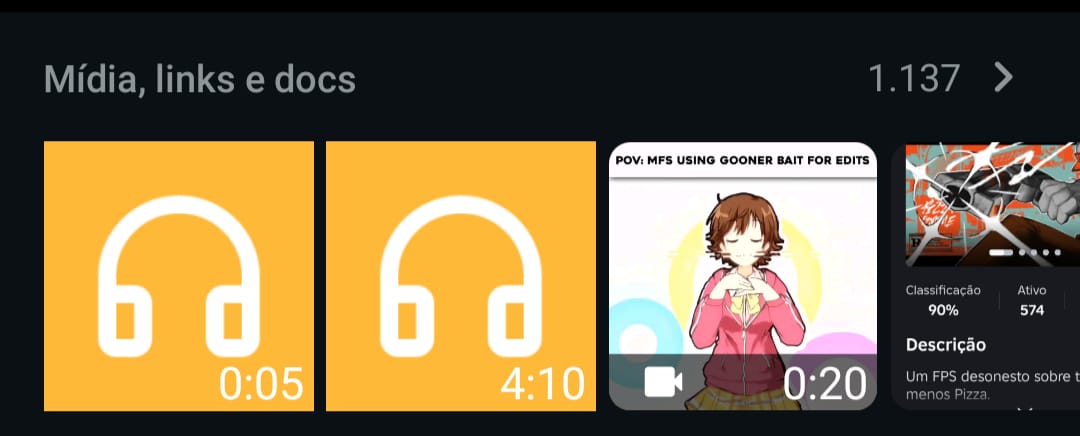 Mídia, links e docs
1.137
0:05
4:10
POV: MFS USING GOONER BAIT FOR EDITS
0:20
Classificação
Ativo
90%
574
Descrição
Um FPS desonesto sobre t
menos Pizza.